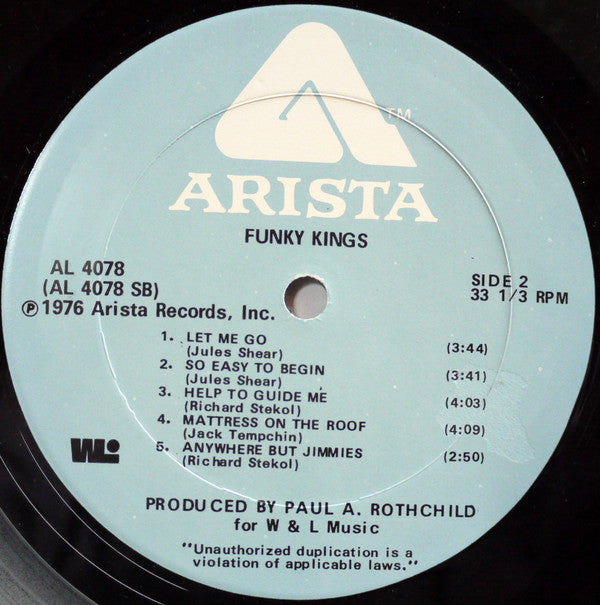 TM
ARISTA
FUNKY KINGS
AL 4078
(AL 4078 SB)
℗1976 Arista Records, Inc.
SIDE 2
33 1/3 RPM
1. LET ME GO (3:44)
(Jules Shear)
2. SO EASY TO BEGIN (3:41)
(Jules Shear)
3. HELP TO GUIDE ME (4:03)
(Richard Stekol)
4. MATTRESS ON THE ROOF (4:09)
(Jack Tempchin)
5. ANYWHERE BUT JIMMIES (2:50)
(Richard Stekol)
WLi
PRODUCED BY PAUL A. ROTHCHILD
for W & L Music
"Unauthorized duplication is a
violation of applicable laws."